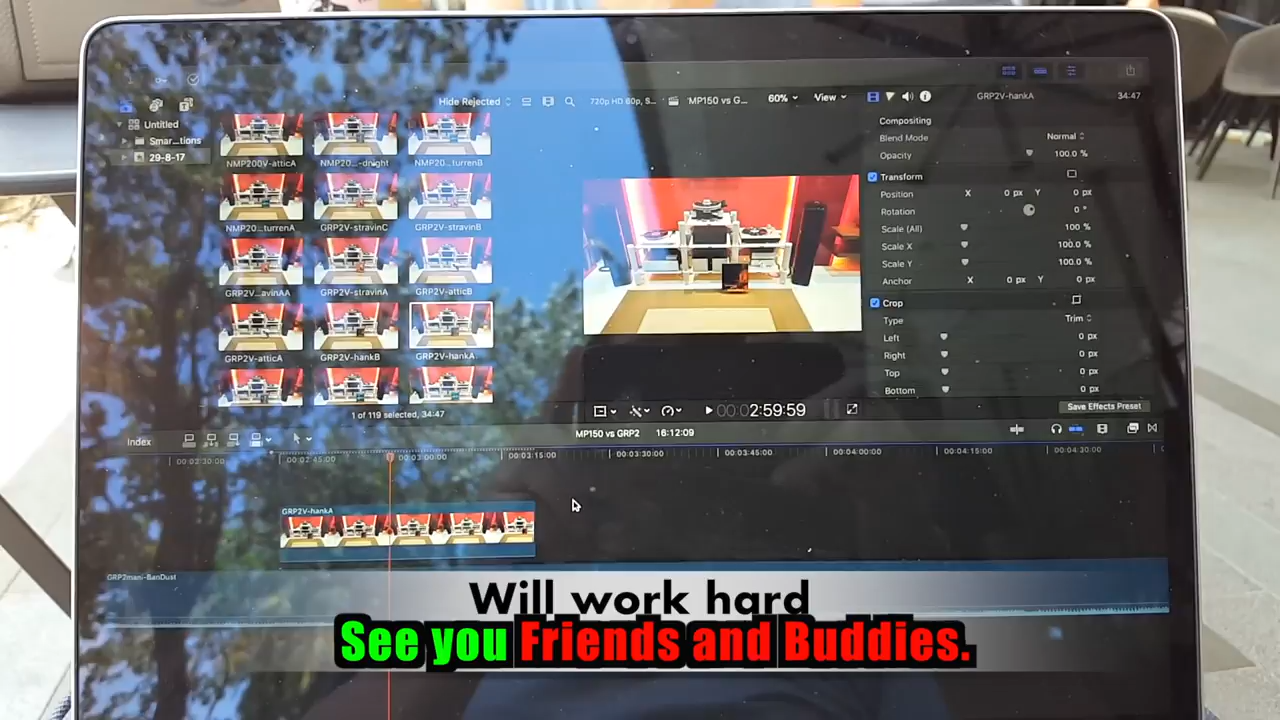 Hide Rejected
720p HD 60p, S...
MP150 vs G...
60%
View
GRP2V-hankA
34:47
Untitled
Smar...tions
29-8-17
NMP200V-atticA
NMP20...-dnight
NMP20...turrenB
NMP20...turrenA
GRP2V-stravinC
GRP2V-stravinB
GRP2V...avinAA
GRP2V-stravinA
GRP2V-atticB
GRP2V-atticA
GRP2V-hankB
GRP2V-hankA
1 of 119 selected, 34:47
Compositing
Blend Mode
Normal
Opacity
100.0 %
Transform
Position
X
0 px
Y
0 px
Rotation
0 °
Scale (All)
100 %
Scale X
100.0 %
Scale Y
100.0 %
Anchor
X
0 px
Y
0 px
Crop
Type
Trim
Left
0 px
Right
0 px
Top
0 px
Bottom
0 px
Save Effects Preset
00:02:59:59
Index
MP150 vs GRP2
16:12:09
00:02:30:00
00:02:45:00
00:03:00:00
00:03:15:00
00:03:30:00
00:03:45:00
00:04:00:00
00:04:15:00
00:04:30:00
GRP2V-hankA
GRP2mani-BanDust
Will work hard
See you Friends and Buddies.